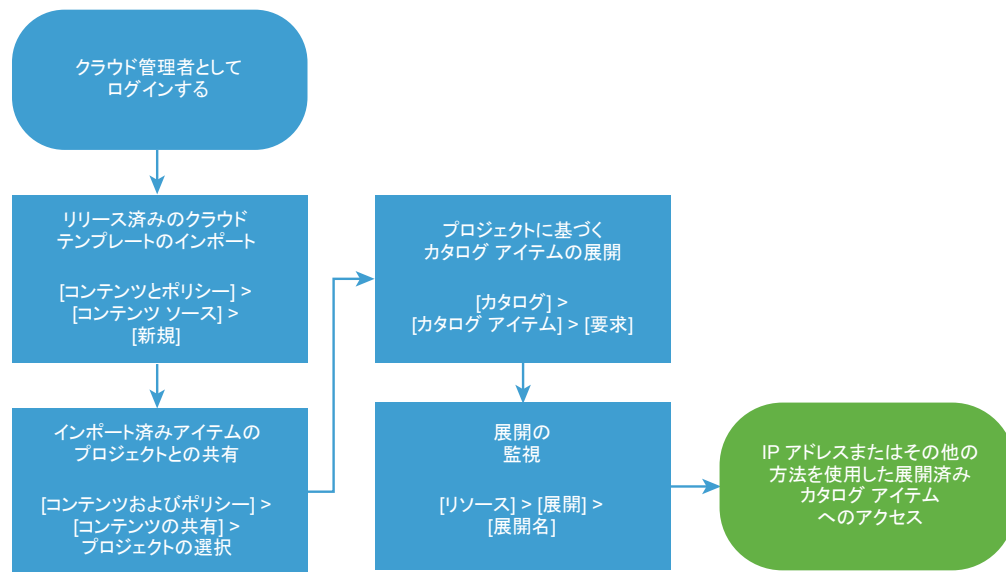 クラウド管理者として
ログインする
リリース済みのクラウド
テンプレートのインポート
[コンテンツとポリシー] >
[コンテンツ ソース] >
[新規]
インポート済みアイテムの
プロジェクトとの共有
[コンテンツおよびポリシー] >
[コンテンツの共有] >
プロジェクトの選択
プロジェクトに基づく
カタログ アイテムの展開
[カタログ] >
[カタログ アイテム] > [要求]
展開の
監視
[リソース] > [展開] >
[展開名]
IP アドレスまたはその他の
方法を使用した展開済み
カタログ アイテム
へのアクセス